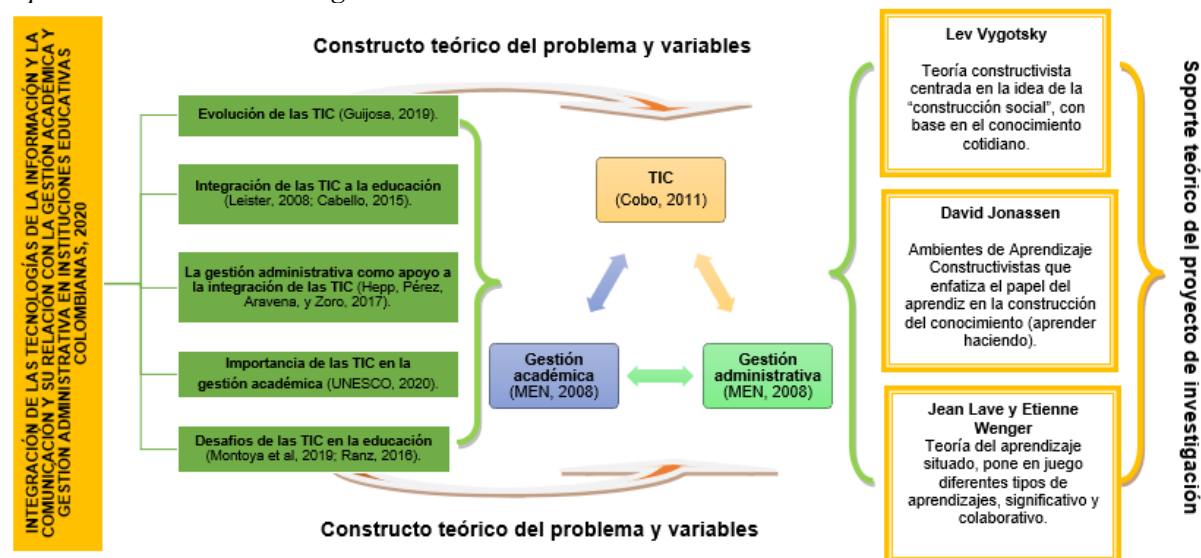 INTEGRACIÓN DE LAS TECNOLOGÍAS DE LA INFORMACIÓN Y LA
COMUNICACIÓN Y SU RELACIÓN CON LA GESTIÓN ACADÉMICA Y
GESTIÓN ADMINISTRATIVA EN INSTITUCIONES EDUCATIVAS
COLOMBIANAS, 2020
Constructo teórico del problema y variables
Evolución de las TIC (Guijosa, 2019).
Integración de las TIC a la educación
(Leister, 2008; Cabello, 2015).
La gestión administrativa como apoyo a
la integración de las TIC (Hepp, Pérez,
Aravena, y Zoro, 2017).
Importancia de las TIC en la
gestión académica (UNESCO, 2020).
Desafíos de las TIC en la educación
(Montoya et al, 2019; Ranz, 2016).
TIC
(Cobo, 2011)
Gestión
académica
(MEN, 2008)
Gestión
administrativa
(MEN, 2008)
Constructo teórico del problema y variables
Lev Vygotsky
Teoría constructivista
centrada en la idea de la
“construcción social”, con
base en el conocimiento
cotidiano.
David Jonassen
Ambientes de Aprendizaje
Constructivistas que
enfatiza el papel del
aprendiz en la construcción
del conocimiento (aprender
haciendo).
Jean Lave y Etienne
Wenger
Teoría del aprendizaje
situado, pone en juego
diferentes tipos de
aprendizajes, significativo y
colaborativo.
Soporte teórico del proyecto de investigación